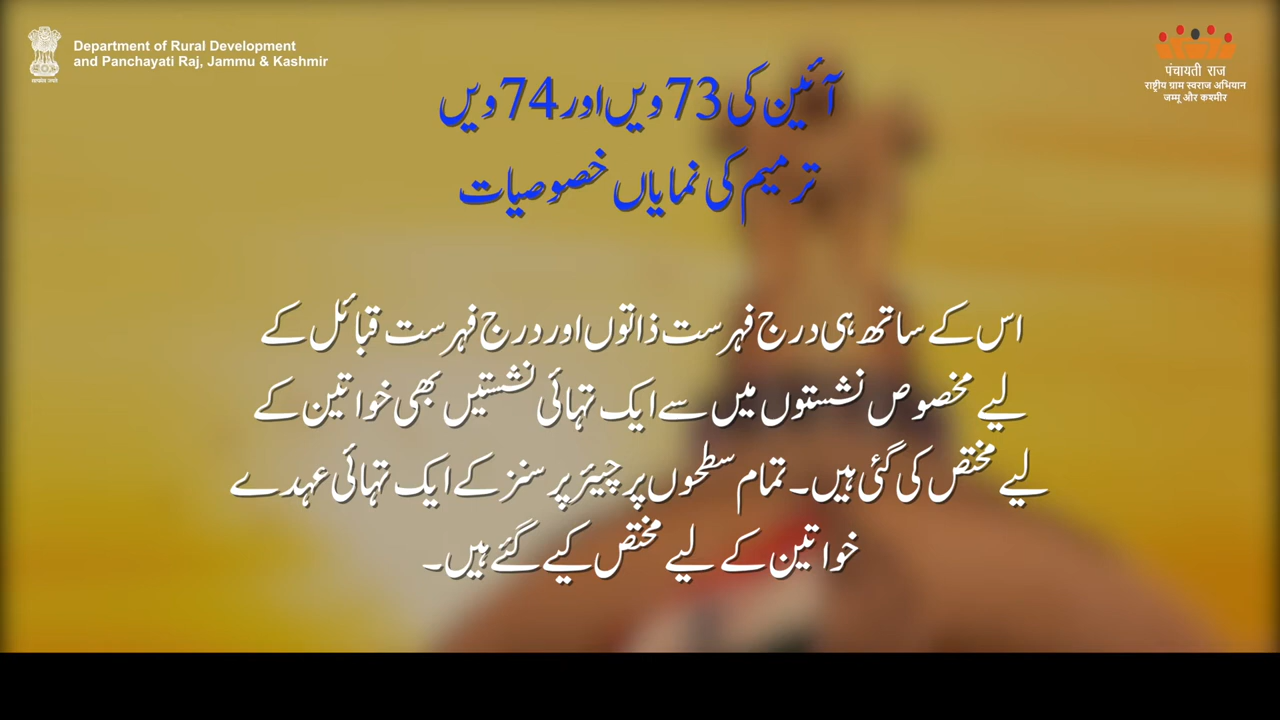 Department of Rural Development
and Panchayati Raj, Jammu & Kashmir
पंचायती राज
राष्ट्रीय ग्राम स्वराज अभियान
जम्मू और कश्मीर
آئین کی 73 ویں اور 74 ویں
ترمیم کی نمایاں خصوصیات
اس کے ساتھ ہی درج فہرست ذاتوں اور درج فہرست قبائل کے
لیے مخصوص نشستوں میں سے ایک تہائی نشستیں بھی خواتین کے
لیے مختص کی گئی ہیں۔ تمام سطحوں پر چیئر پرسنز کے ایک تہائی عہدے
خواتین کے لیے مختص کیے گئے ہیں۔